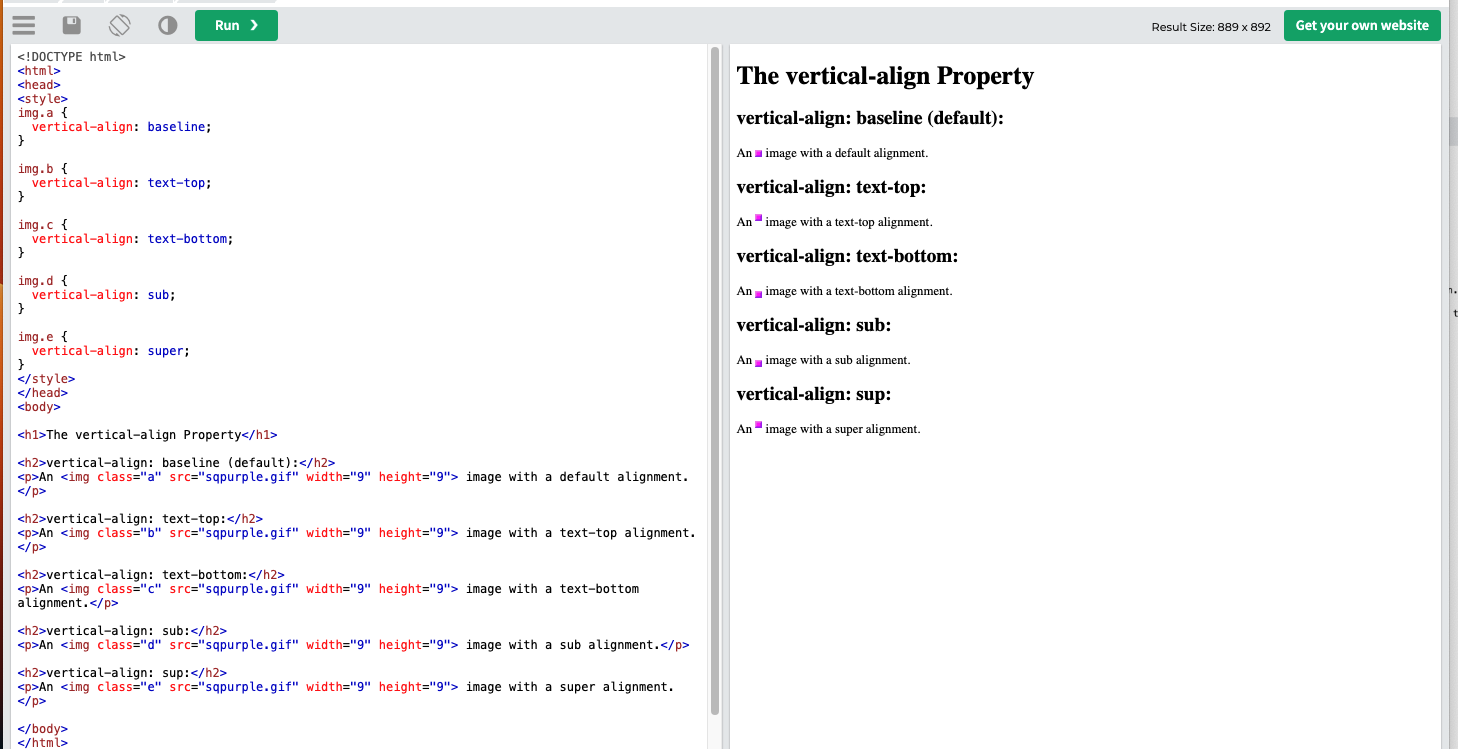 Run ❯
Result Size: 889 x 892
Get your own website
<!DOCTYPE html>
<html>
<head>
<style>
img.a {
  vertical-align: baseline;
}

img.b {
  vertical-align: text-top;
}

img.c {
  vertical-align: text-bottom;
}

img.d {
  vertical-align: sub;
}

img.e {
  vertical-align: super;
}
</style>
</head>
<body>

<h1>The vertical-align Property</h1>

<h2>vertical-align: baseline (default):</h2>
<p>An <img class="a" src="sqpurple.gif" width="9" height="9"> image with a default alignment.
</p>

<h2>vertical-align: text-top:</h2>
<p>An <img class="b" src="sqpurple.gif" width="9" height="9"> image with a text-top alignment.
</p>

<h2>vertical-align: text-bottom:</h2>
<p>An <img class="c" src="sqpurple.gif" width="9" height="9"> image with a text-bottom
alignment.</p>

<h2>vertical-align: sub:</h2>
<p>An <img class="d" src="sqpurple.gif" width="9" height="9"> image with a sub alignment.</p>

<h2>vertical-align: sup:</h2>
<p>An <img class="e" src="sqpurple.gif" width="9" height="9"> image with a super alignment.
</p>

</body>
</html>
The vertical-align Property
vertical-align: baseline (default):
An image with a default alignment.
vertical-align: text-top:
An image with a text-top alignment.
vertical-align: text-bottom:
An image with a text-bottom alignment.
vertical-align: sub:
An image with a sub alignment.
vertical-align: sup:
An image with a super alignment.